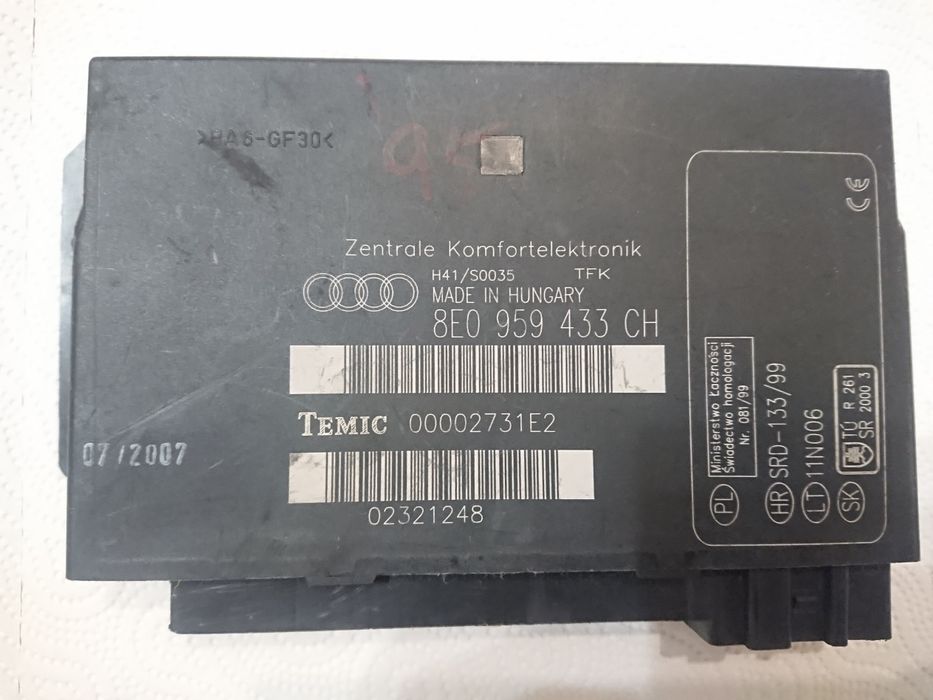 >PA6-GF30<
95
Zentrale Komfortelektronik
H41/S0035 TFK
MADE IN HUNGARY
8E0 959 433 CH
TEMIC 00002731E2
02321248
07/2007
CE
PL Ministerstwo Łączności
Świadectwo homologacji
Nr. 081/99
HR SRD-133/99
LT 11N006
SK TÚ R 261
SR 2000 3